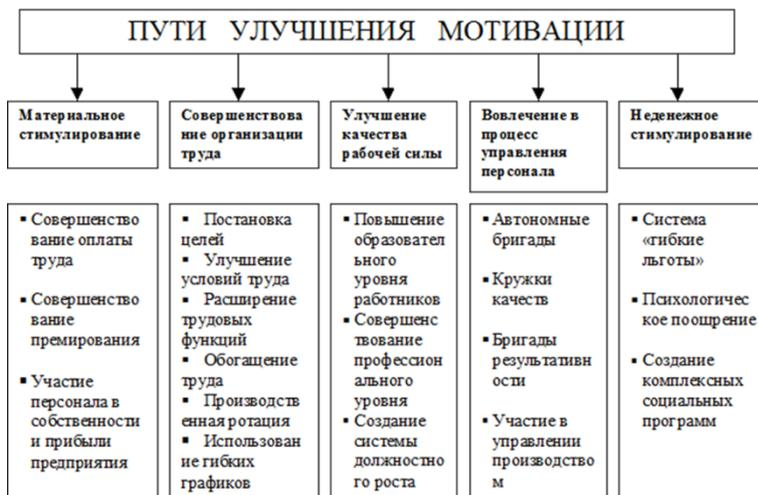 ПУТИ УЛУЧШЕНИЯ МОТИВАЦИИ
Материальное
стимулирование
Совершенствова
ние организации
труда
Улучшение
качества
рабочей силы
Вовлечение в
процесс
управления
персонала
Неденежное
стимулирование
▪ Совершенство
вание оплаты
труда
▪ Совершенство
вание
премирования
▪ Участие
персонала в
собственности
и прибыли
предприятия
▪ Постановка
целей
▪ Улучшение
условий труда
▪ Расширение
трудовых
функций
▪ Обогащение
труда
▪ Производств
енная ротация
▪ Использован
ие гибких
графиков
▪ Повышение
образовател
ьного
уровня
работников
▪ Совершенс
твование
професссион
ального
уровня
▪ Создание
системы
должностно
го роста
▪ Автономные
бригады
▪ Кружки
качеств
▪ Бригады
результативн
ости
▪ Участие в
управлении
производство
м
▪ Система
«гибкие
льготы»
▪ Психологичес
кое поощрение
▪ Создание
комплексных
социальных
программ